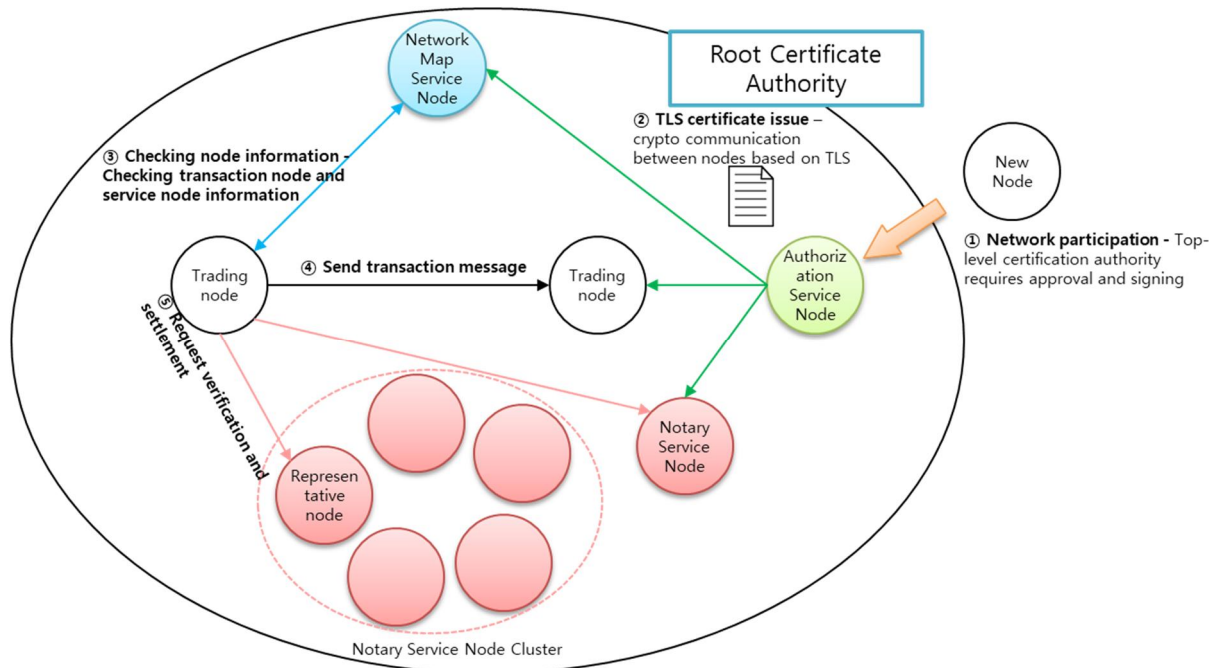 Network
Map
Service
Node
Root Certificate
Authority
② TLS certificate issue –
crypto communication
between nodes based on TLS
New
Node
① Network participation - Top-
level certification authority
requires approval and signing
③ Checking node information -
Checking transaction node and
service node information
Trading
node
④ Send transaction message
Trading
node
Authoriz
ation
Service
Node
⑤ Request verification and
settlement
Notary
Service
Node
Represen
tative
node
Notary Service Node Cluster